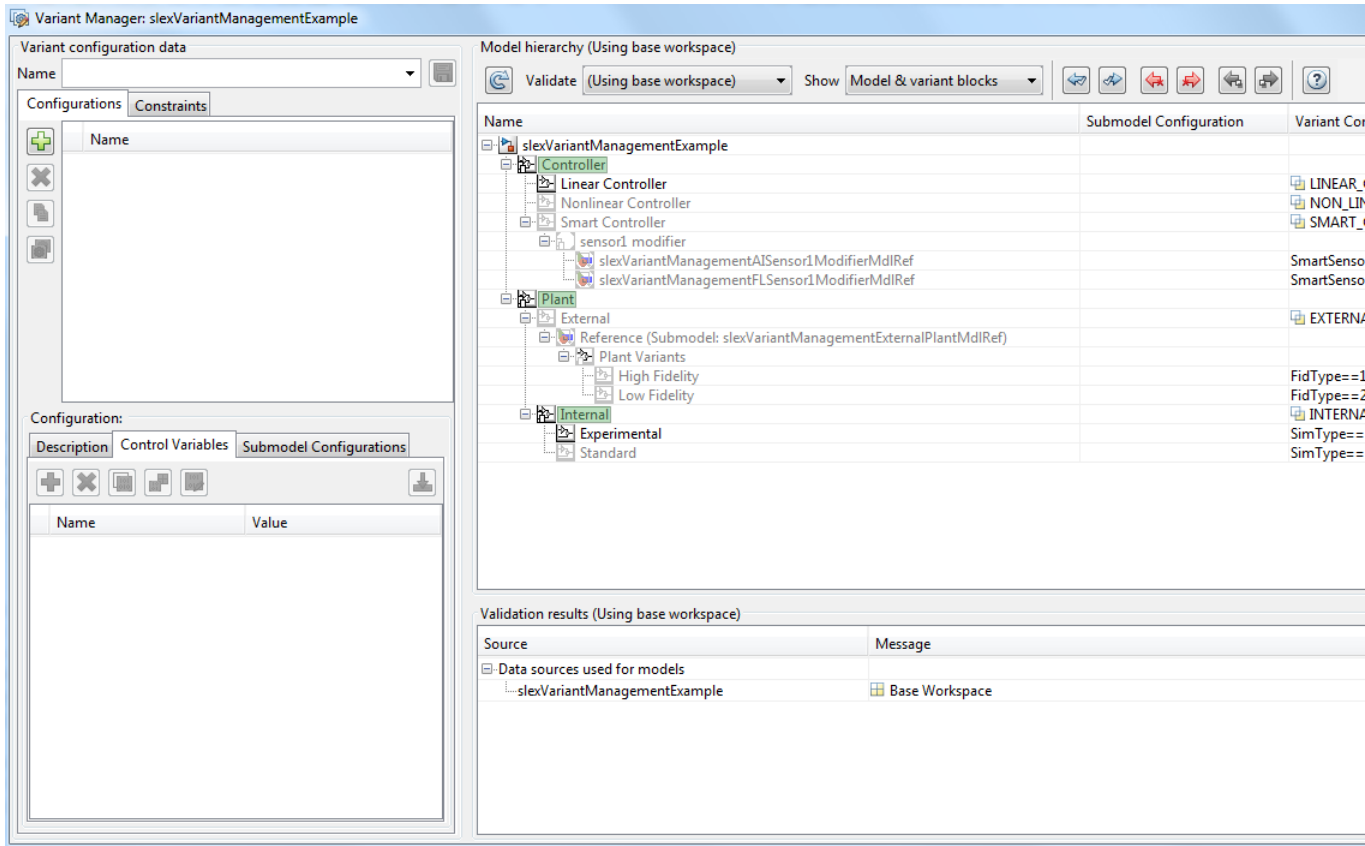 Variant Manager: slexVariantManagementExample
Variant configuration data
Name
Configurations Constraints
Name
Configuration:
Description Control Variables Submodel Configurations
Name Value
Model hierarchy (Using base workspace)
Validate (Using base workspace) Show Model & variant blocks
Name Submodel Configuration Variant Cor
slexVariantManagementExample
Controller
Linear Controller LINEAR_
Nonlinear Controller NON_LIN
Smart Controller SMART_
sensor1 modifier
slexVariantManagementAISensor1ModifierMdlRef SmartSenso
slexVariantManagementFLSensor1ModifierMdlRef SmartSenso
Plant
External EXTERNA
Reference (Submodel: slexVariantManagementExternalPlantMdlRef)
Plant Variants
High Fidelity FidType==1
Low Fidelity FidType==2
Internal INTERNA
Experimental SimType==
Standard SimType==
Validation results (Using base workspace)
Source Message
Data sources used for models
slexVariantManagementExample Base Workspace